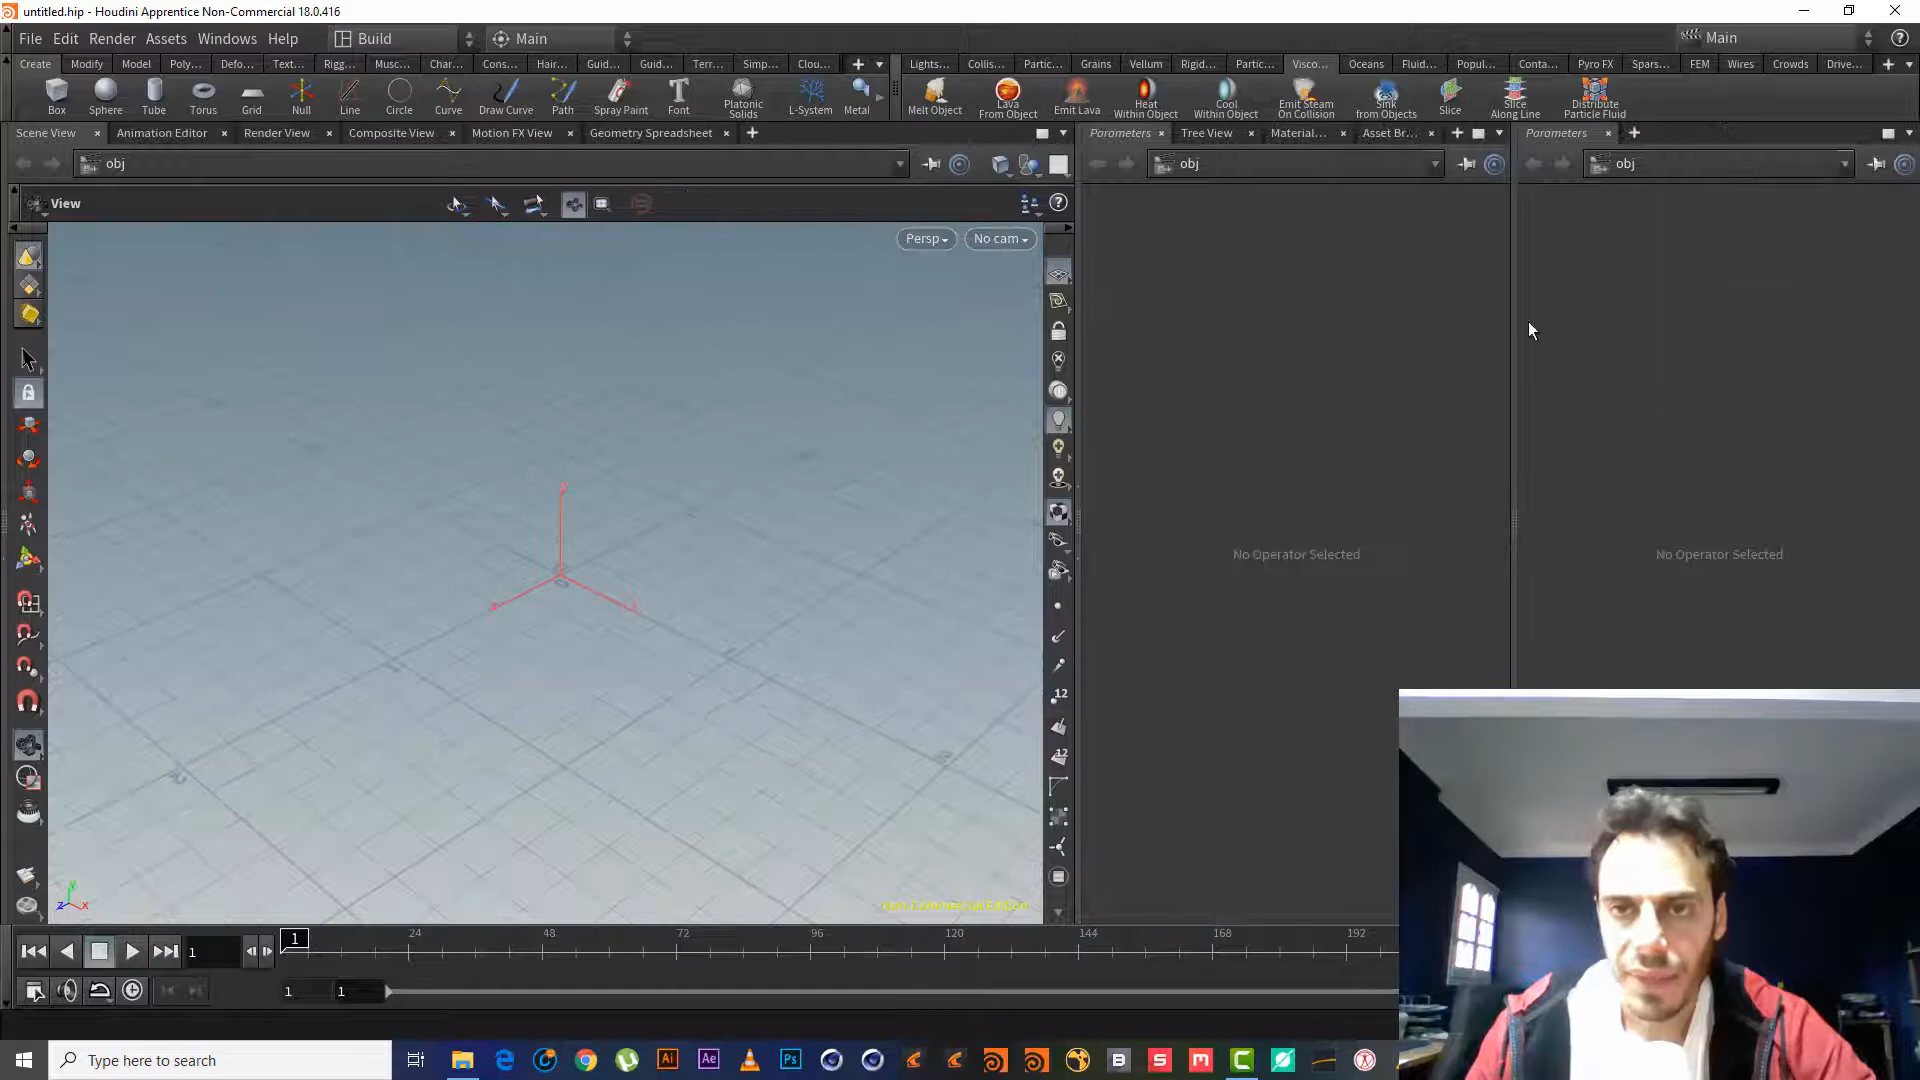 untitled.hip - Houdini Apprentice Non-Commercial 18.0.416
File Edit Render Assets Windows Help Build Main Main
Create Modify Model Poly... Defo... Text... Rigg... Musc... Char... Cons... Hair... Guid... Guid... Terr... Simp... Clou... Lights... Collis... Partic... Grains Vellum Rigid... Partic... Visco... Oceans Fluid... Popul... Conta... Pyro FX Spars... FEM Wires Crowds Drive...
Box Sphere Tube Torus Grid Null Line Circle Curve Draw Curve Path Spray Paint Font Platonic Solids L-System Metal Melt Object Lava From Object Emit Lava Heat Within Object Cool Within Object Emit Steam On Collision Sink from Objects Slice Slice Along Line Distribute Particle Fluid
Scene View Animation Editor Render View Composite View Motion FX View Geometry Spreadsheet Parameters Tree View Material... Asset Br... Parameters
obj obj obj
View
Persp No cam
12
12
No Operator Selected No Operator Selected
Non-Commercial Edition
y
z x
1 1 24 48 72 96 120 144 168 192
1 1
Type here to search